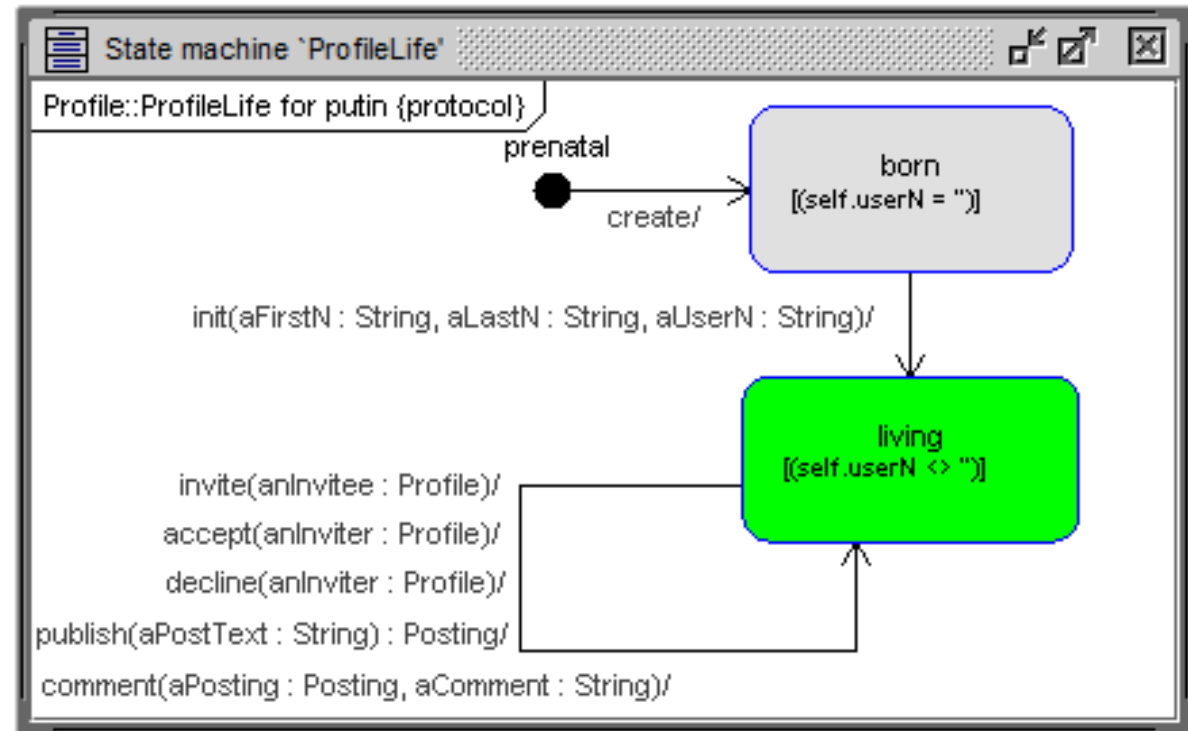 State machine `ProfileLife'
Profile::ProfileLife for putin {protocol}
prenatal
create/
born
[(self.userN = '')]
init(aFirstN : String, aLastN : String, aUserN : String)/
living
[(self.userN <> '')]
invite(anInvitee : Profile)/
accept(anInviter : Profile)/
decline(anInviter : Profile)/
publish(aPostText : String) : Posting/
comment(aPosting : Posting, aComment : String)/